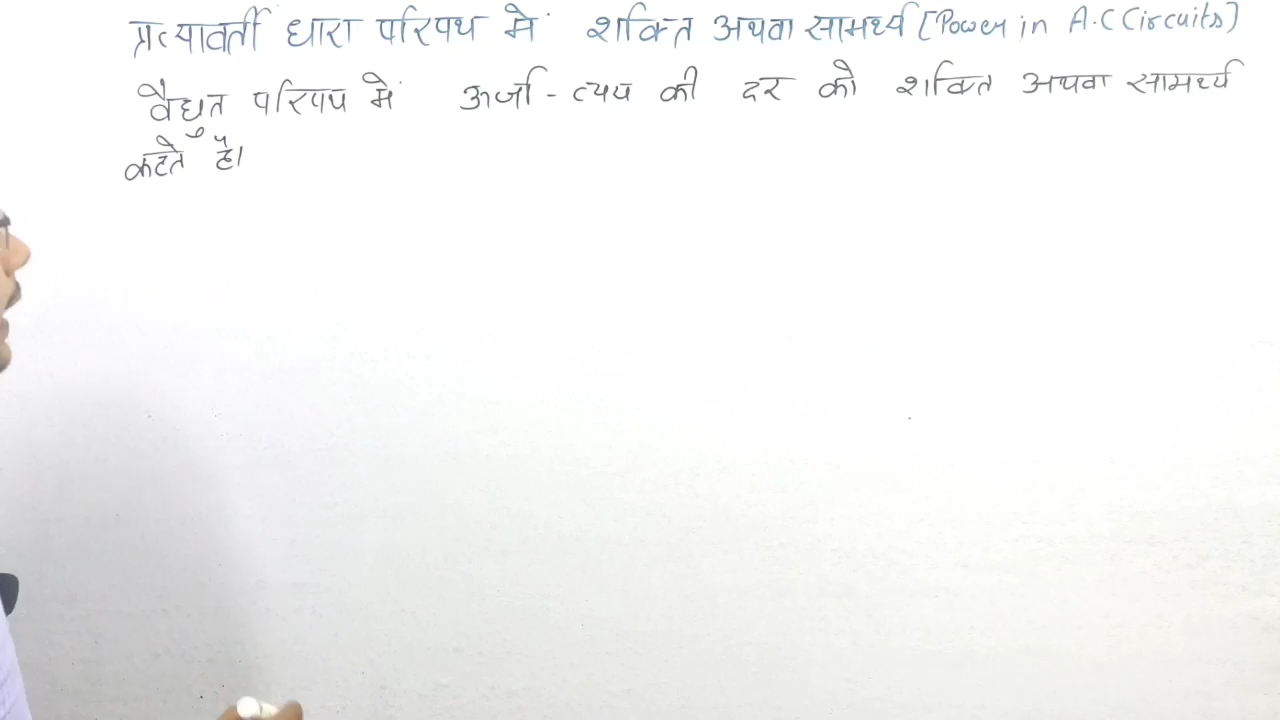 प्रत्यावर्ती धारा परिपथ में शक्ति अथवा सामर्थ्य [Power in A.C Circuits]
वैद्युत परिपथ में ऊर्जा - व्यय की दर को शक्ति अथवा सामर्थ्य
कहते हैं।